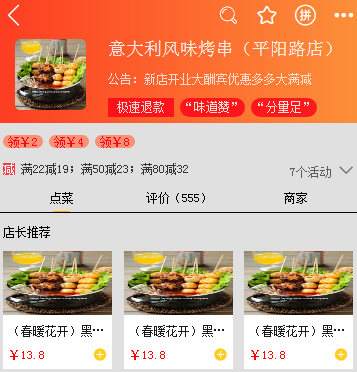 拼
意大利风味烤串（平阳路店）
公告：新店开业大酬宾优惠多多大满减
极速退款 “味道赞” “分量足”
领￥2 领￥4 领￥8
减 满22减19；满50减23；满80减32
7个活动
点菜 评价（555） 商家
店长推荐
（春暖花开）黑… （春暖花开）黑… （春暖花开）黑…
￥13.8 ￥13.8 ￥13.8